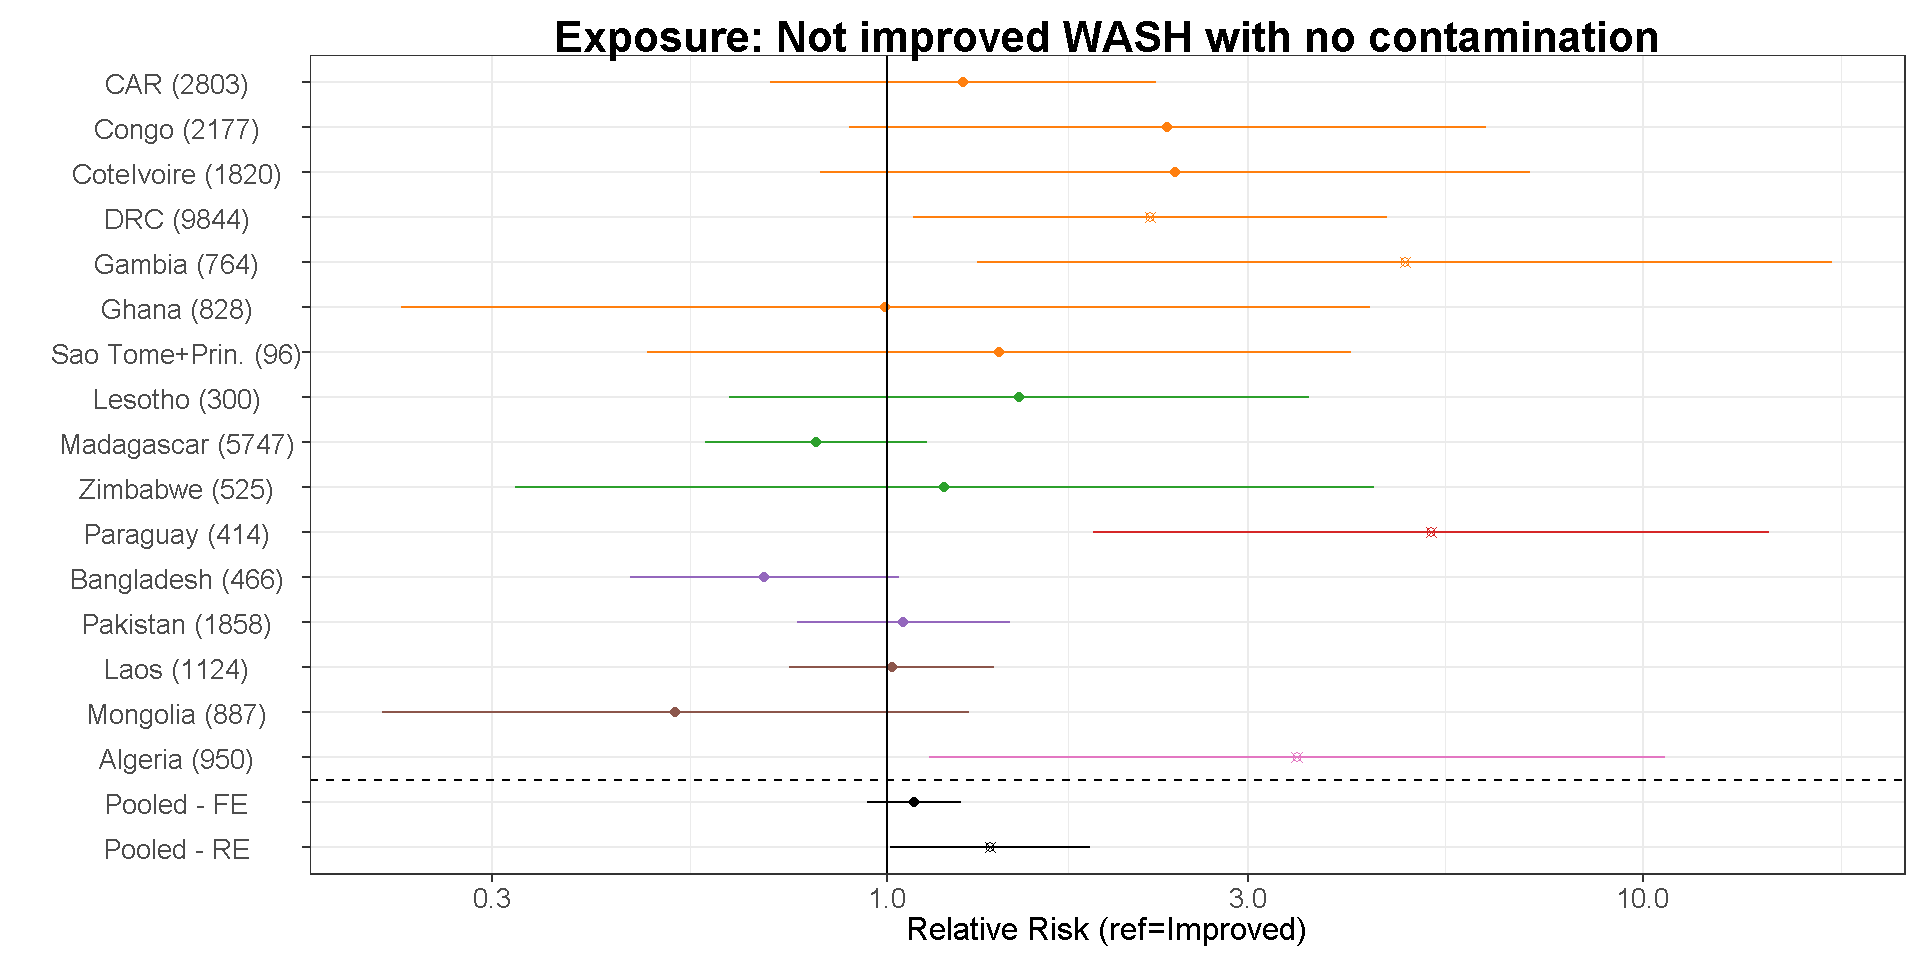 Exposure: Not improved WASH with no contamination
CAR (2803)
Congo (2177)
CoteIvoire (1820)
DRC (9844)
Gambia (764)
Ghana (828)
Sao Tome+Prin. (96)
Lesotho (300)
Madagascar (5747)
Zimbabwe (525)
Paraguay (414)
Bangladesh (466)
Pakistan (1858)
Laos (1124)
Mongolia (887)
Algeria (950)
Pooled - FE
Pooled - RE
0.3 1.0 3.0 10.0
Relative Risk (ref=Improved)